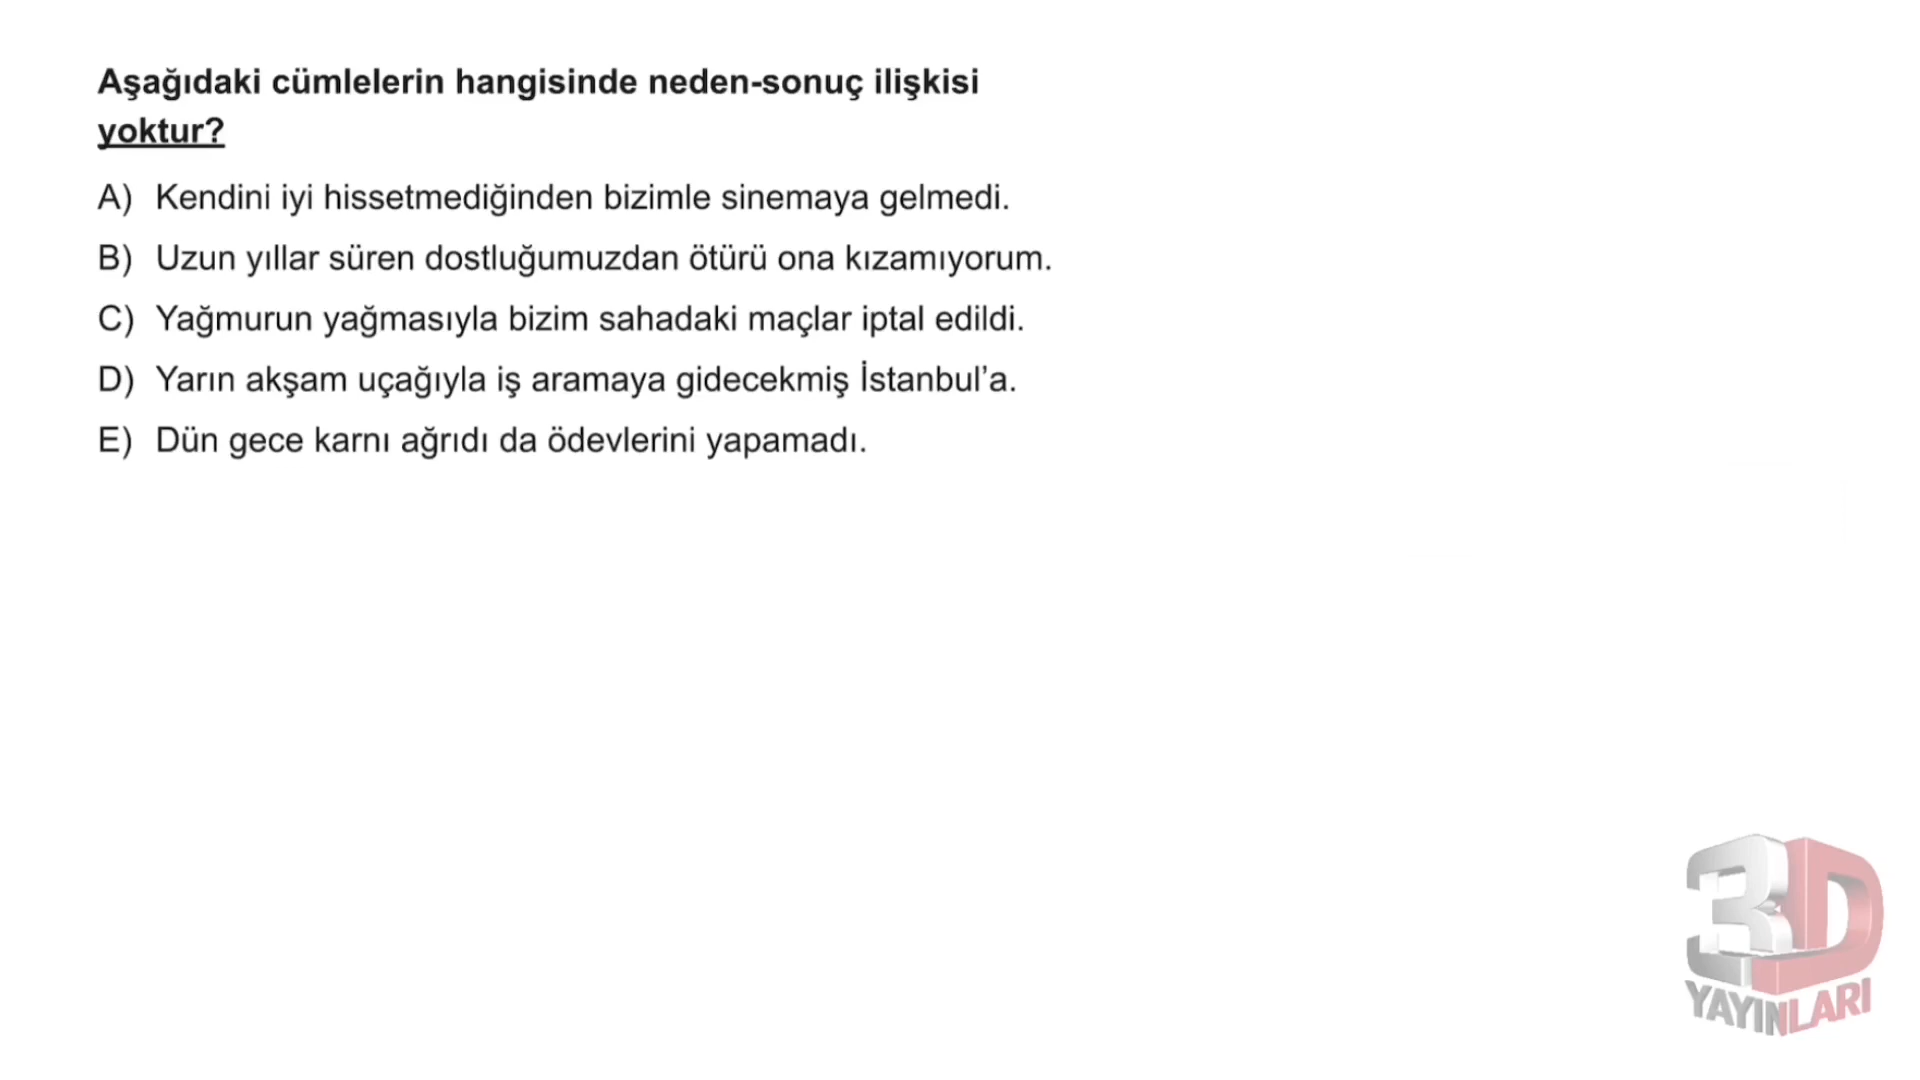 Aşağıdaki cümlelerin hangisinde neden-sonuç ilişkisi
yoktur?
A) Kendini iyi hissetmediğinden bizimle sinemaya gelmedi.
B) Uzun yıllar süren dostluğumuzdan ötürü ona kızamıyorum.
C) Yağmurun yağmasıyla bizim sahadaki maçlar iptal edildi.
D) Yarın akşam uçağıyla iş aramaya gidecekmiş İstanbul’a.
E) Dün gece karnı ağrıdı da ödevlerini yapamadı.
3D
YAYINLARI